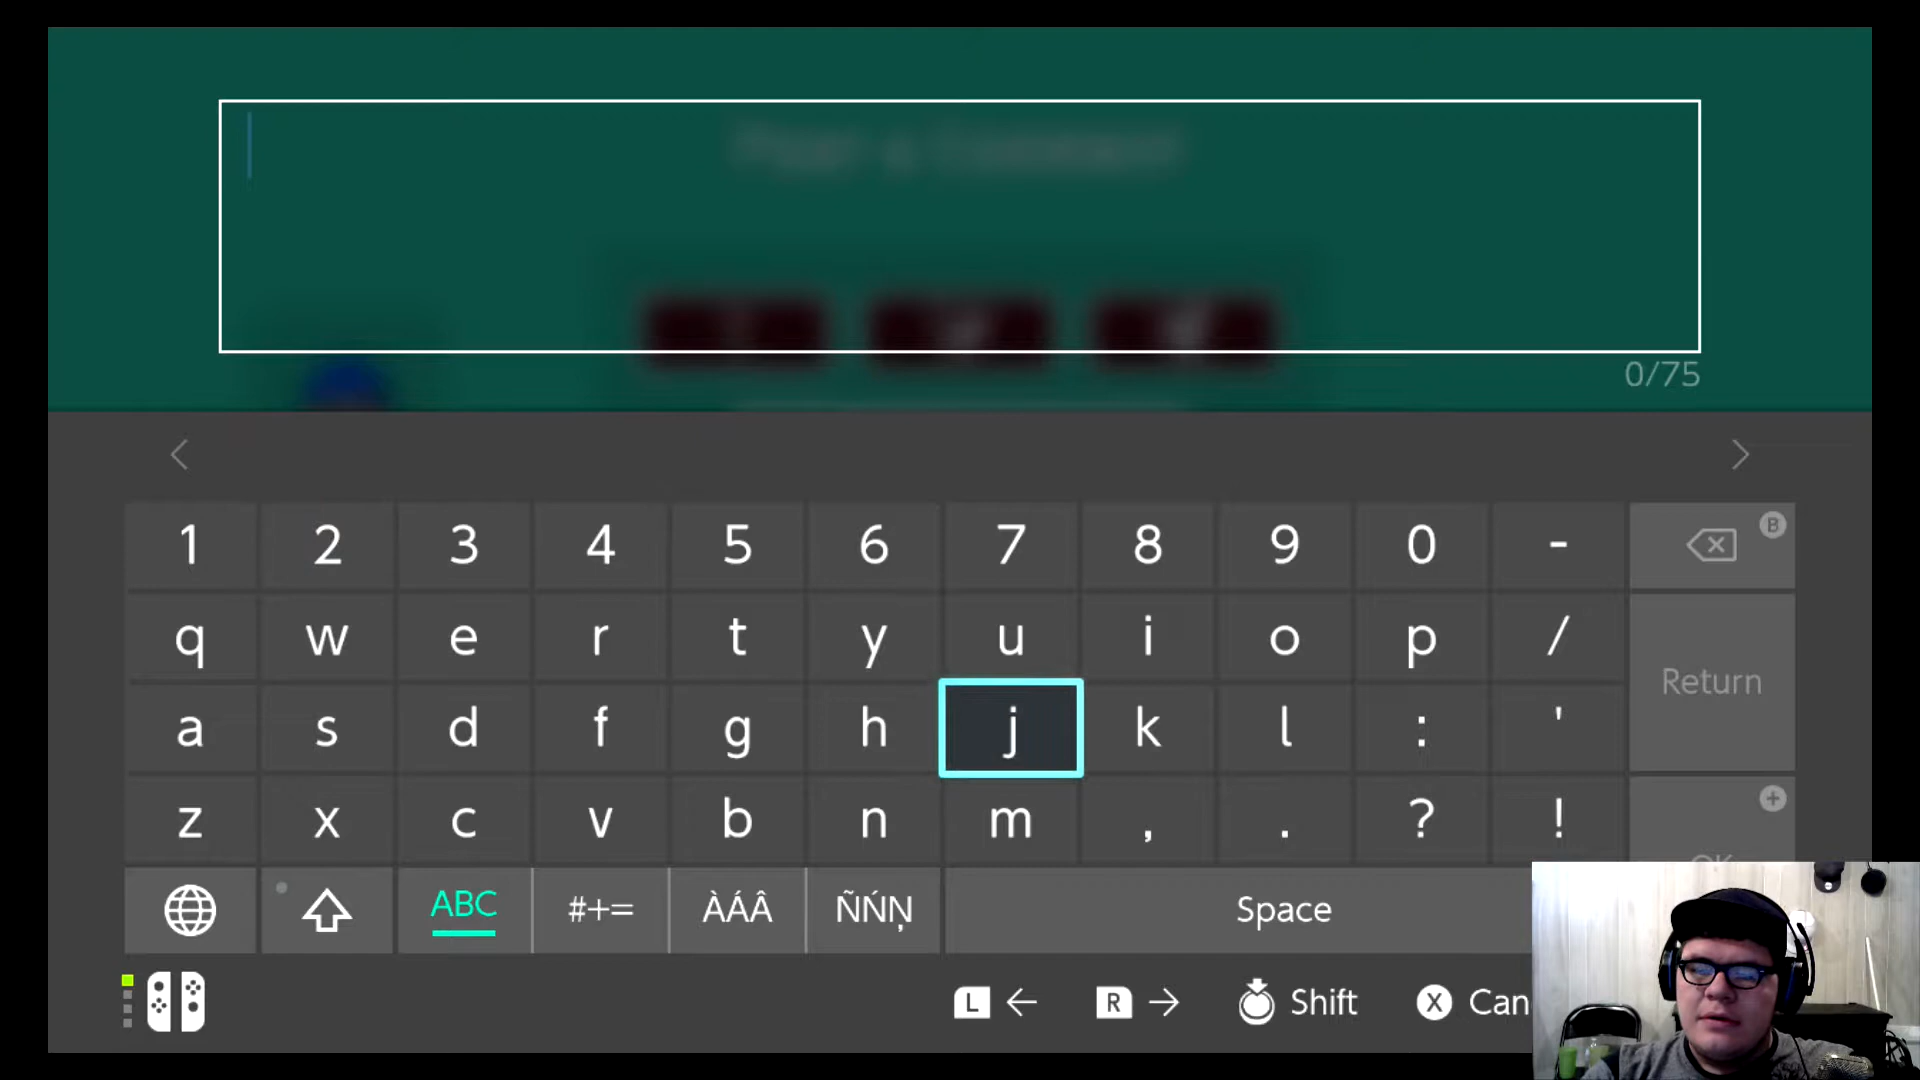 0/75
1 2 3 4 5 6 7 8 9 0 - B
q w e r t y u i o p / Return
a s d f g h j k l : '
z x c v b n m , . ? ! +
ABC #+= ÀÁÂ ÑŃŅ Space
L ← R → Shift X Can